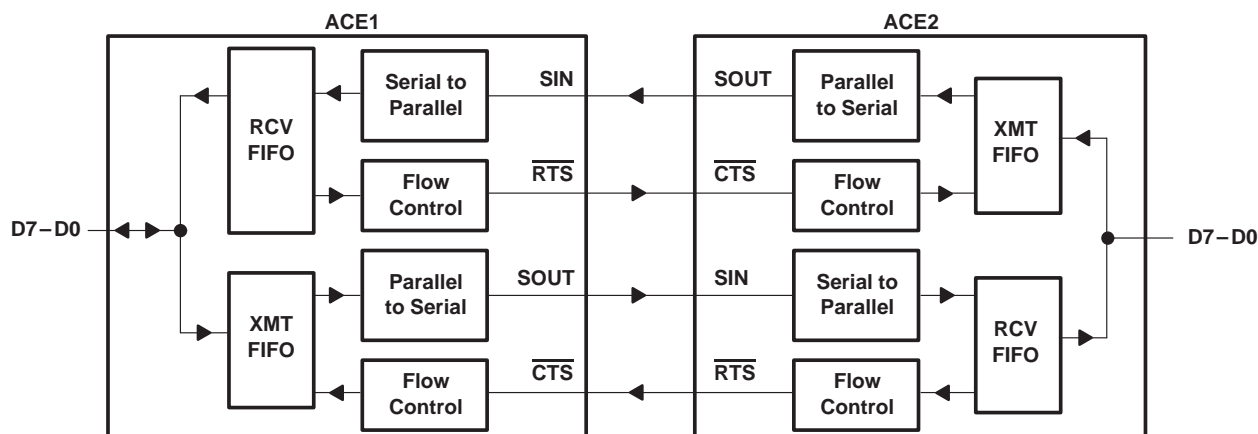 ACE1
ACE2
RCV
FIFO
Serial to
Parallel
SIN
SOUT
Parallel
to Serial
XMT
FIFO
Flow
Control
RTS
CTS
Flow
Control
D7–D0
D7–D0
XMT
FIFO
Parallel
to Serial
SOUT
SIN
Serial to
Parallel
RCV
FIFO
Flow
Control
CTS
RTS
Flow
Control